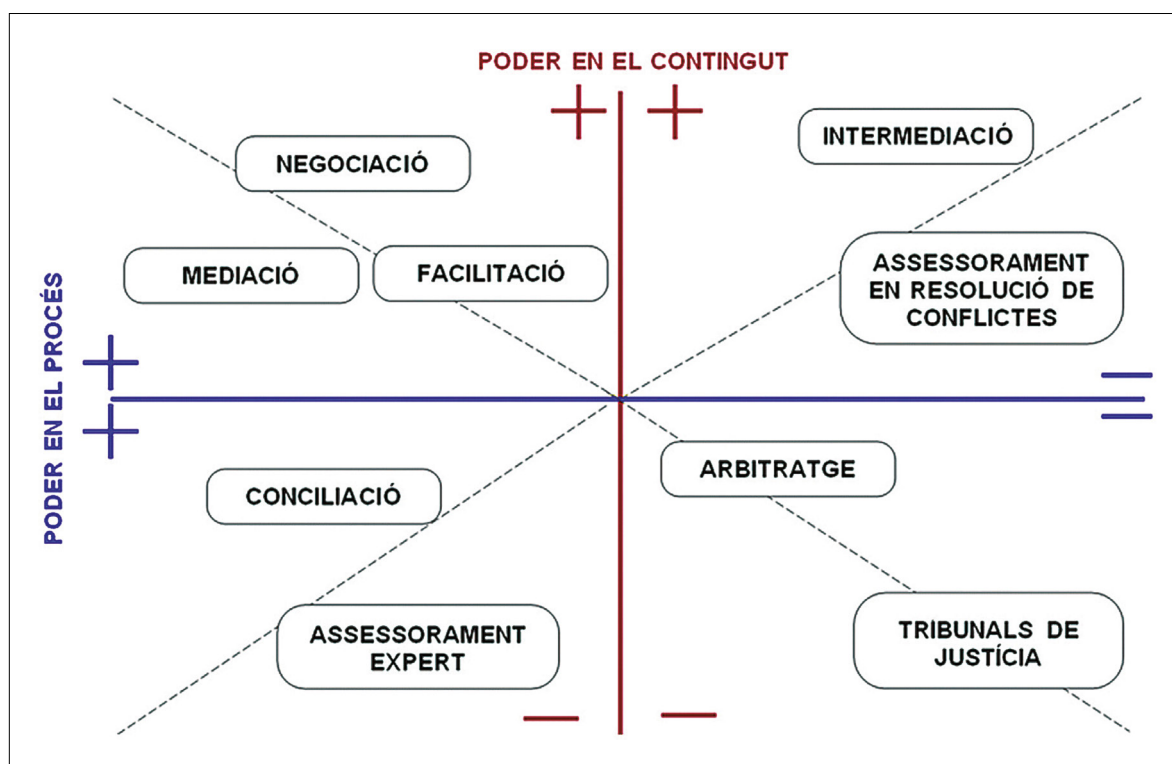 PODER EN EL CONTINGUT
INTERMEDIACIÓ
NEGOCIACIÓ
MEDIACIÓ
FACILITACIÓ
ASSESSORAMENT
EN RESOLUCIÓ DE
CONFLICTES
PODER EN EL PROCÉS
CONCILIACIÓ
ARBITRATGE
ASSESSORAMENT
EXPERT
TRIBUNALS DE
JUSTÍCIA